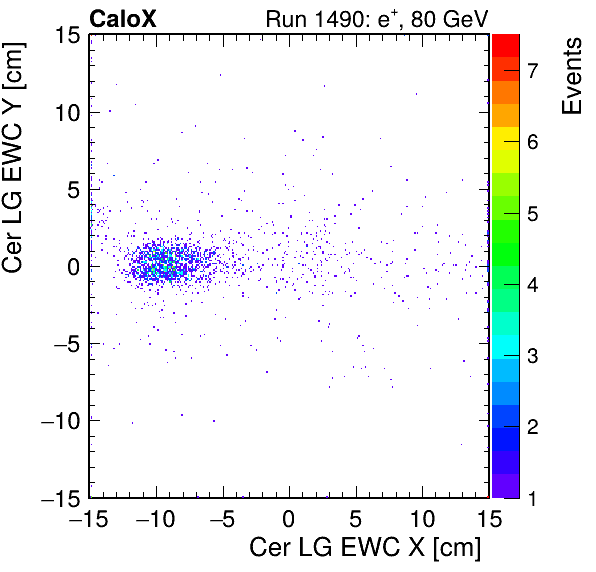 CaloX Run 1490: e⁺, 80 GeV
Cer LG EWC Y [cm]
15
10
5
0
−5
−10
−15
−15 −10 −5 0 5 10 15
Cer LG EWC X [cm]
Events
7
6
5
4
3
2
1